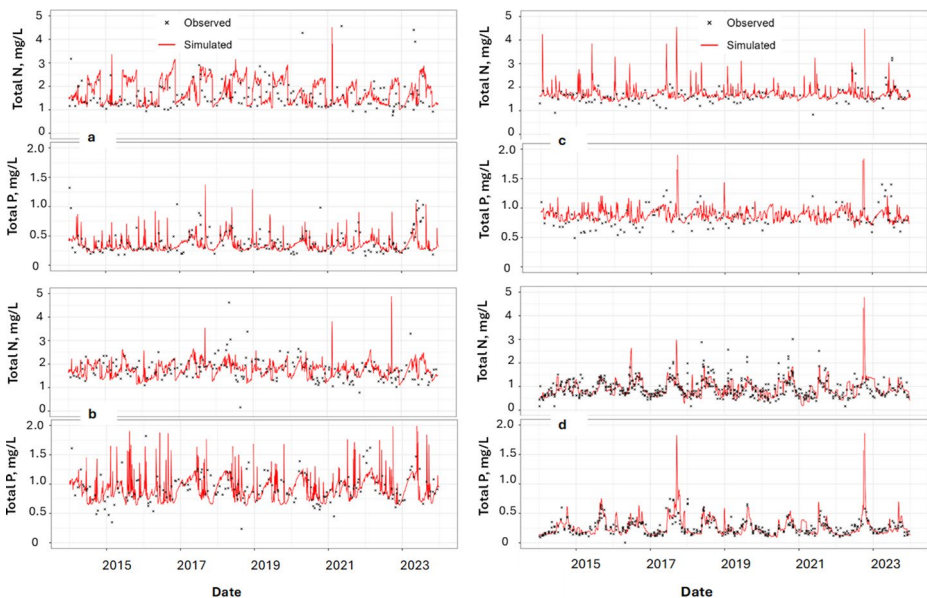 Observed
Simulated
Total N, mg/L
5
4
3
2
1
0
a
Total P, mg/L
2.0
1.5
1.0
0.5
0
Total N, mg/L
5
4
3
2
1
0
b
Total P, mg/L
2.0
1.5
1.0
0.5
0
2015 2017 2019 2021 2023
Date
Observed
Simulated
Total N, mg/L
5
4
3
2
1
0
c
Total P, mg/L
2.0
1.5
1.0
0.5
0
Total N, mg/L
5
4
3
2
1
0
d
Total P, mg/L
2.0
1.5
1.0
0.5
0
2015 2017 2019 2021 2023
Date